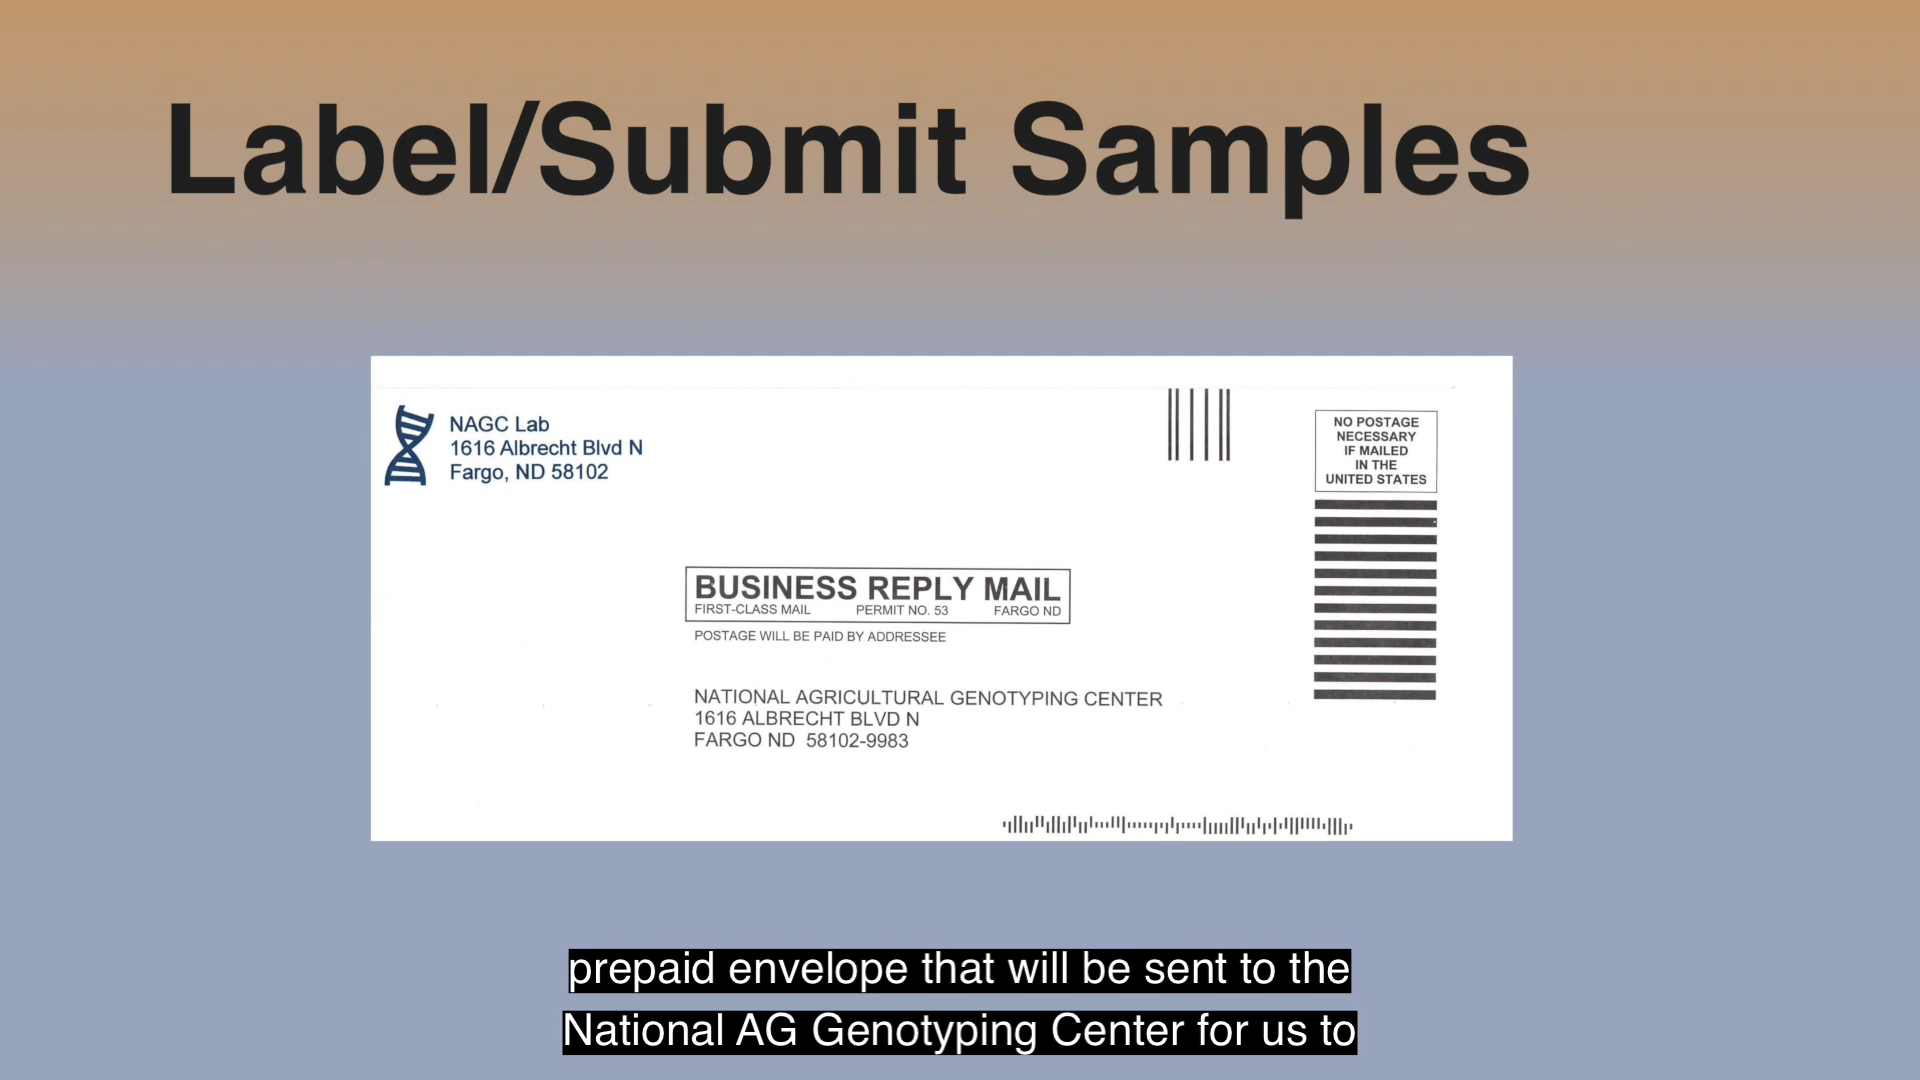 Label/Submit Samples
NAGC Lab
1616 Albrecht Blvd N
Fargo, ND 58102
NO POSTAGE
NECESSARY
IF MAILED
IN THE
UNITED STATES
BUSINESS REPLY MAIL
FIRST-CLASS MAIL PERMIT NO. 53 FARGO ND
POSTAGE WILL BE PAID BY ADDRESSEE
NATIONAL AGRICULTURAL GENOTYPING CENTER
1616 ALBRECHT BLVD N
FARGO ND 58102-9983
prepaid envelope that will be sent to the
National AG Genotyping Center for us to